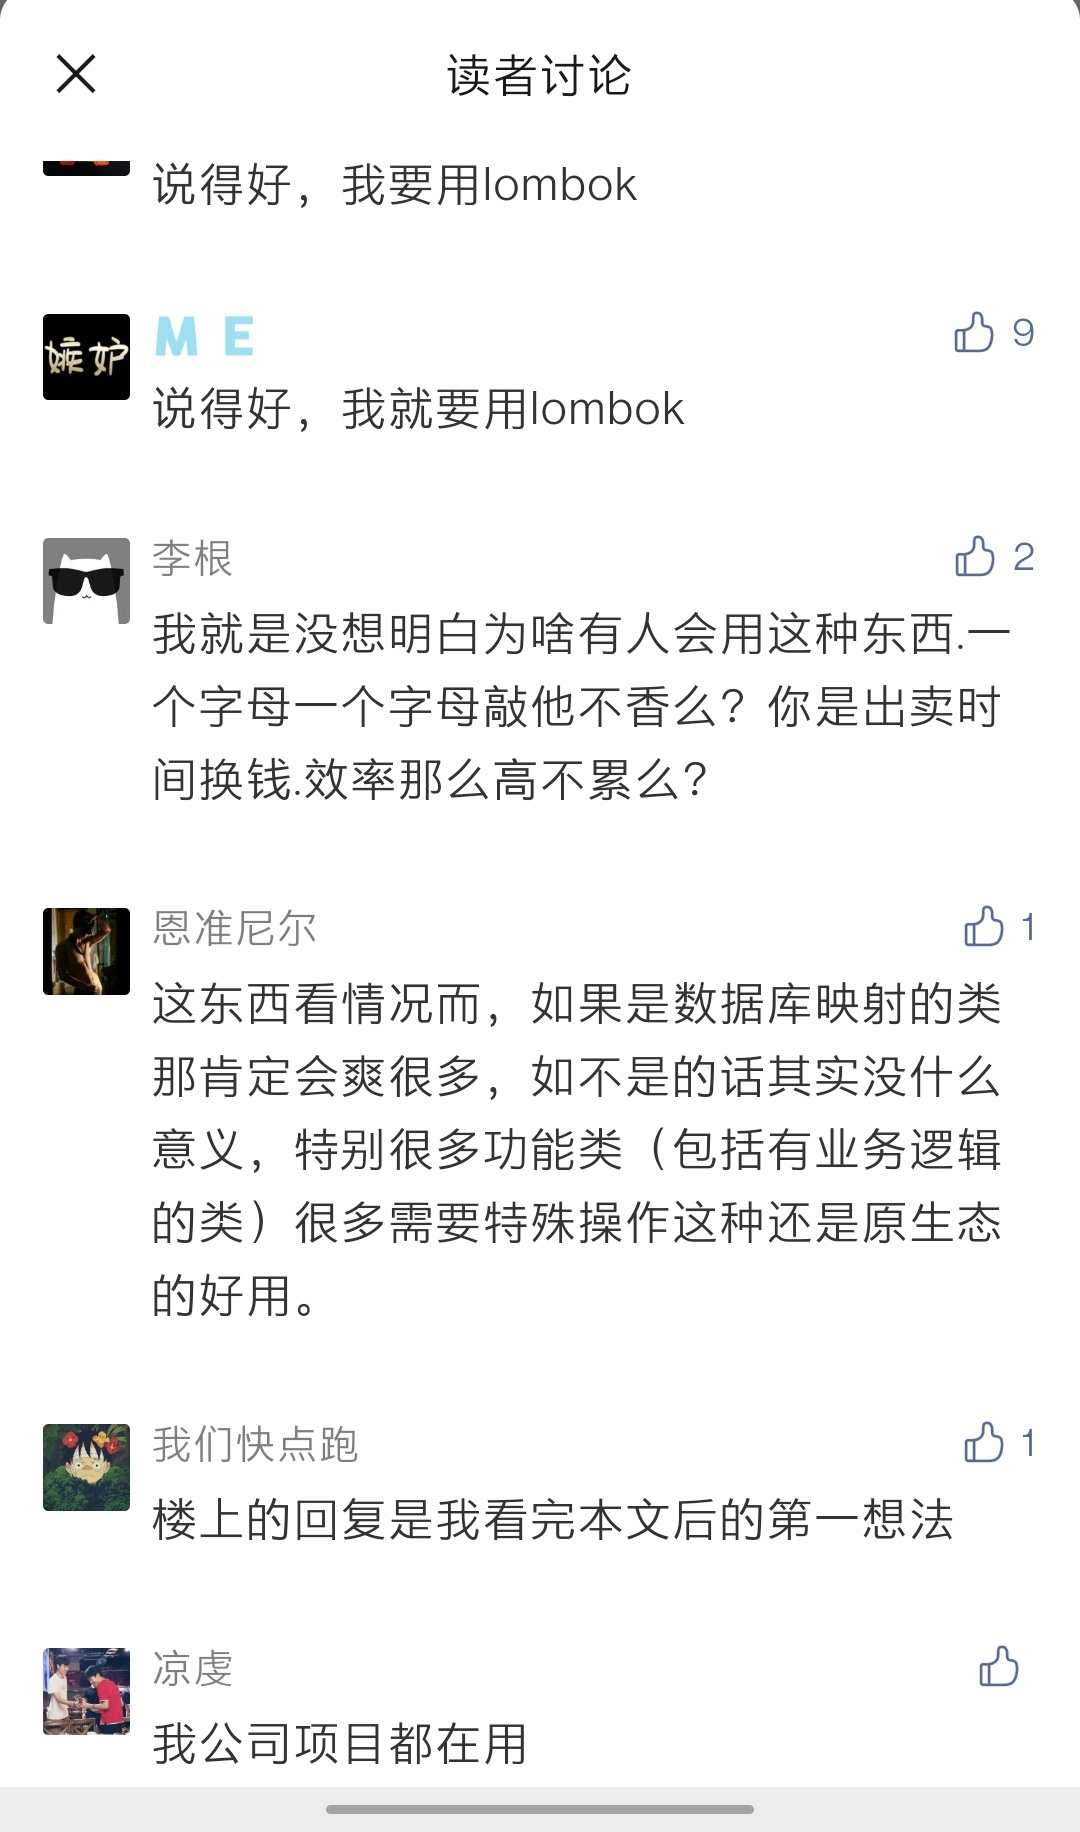 读者讨论
说得好，我要用lombok
嫉妒
M E
9
说得好，我就要用lombok
李根
2
我就是没想明白为啥有人会用这种东西.一
个字母一个字母敲他不香么？你是出卖时
间换钱.效率那么高不累么？
恩准尼尔
1
这东西看情况而，如果是数据库映射的类
那肯定会爽很多，如不是的话其实没什么
意义，特别很多功能类（包括有业务逻辑
的类）很多需要特殊操作这种还是原生态
的好用。
我们快点跑
1
楼上的回复是我看完本文后的第一想法
凉虔
我公司项目都在用